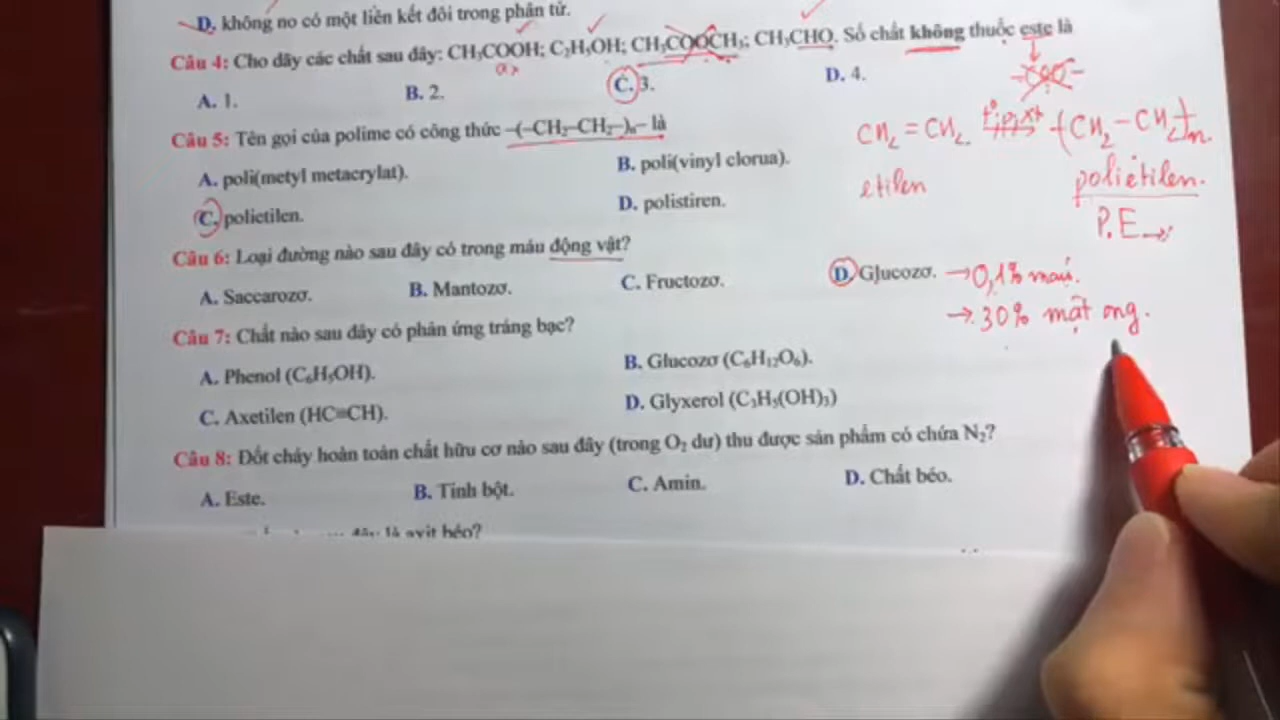 D. không no có một liên kết đôi trong phân tử.
Câu 4: Cho dãy các chất sau đây: CH₃COOH; C₂H₅OH; CH₃COOCH₃; CH₃CHO. Số chất không thuộc este là
-COO-
A. 1. B. 2. C. 3. D. 4.
Câu 5: Tên gọi của polime có công thức –(–CH₂–CH₂–)ₙ– là
CH₂ = CH₂ t°, p, xt -(CH₂ - CH₂)n.
A. poli(metyl metacrylat). B. poli(vinyl clorua).
etilen polietilen.
C. polietilen. D. polistiren.
P.E
Câu 6: Loại đường nào sau đây có trong máu động vật?
A. Saccarozơ. B. Mantozơ. C. Fructozơ. D. Glucozơ. → 0,1% máu.
→ 30% mật ong.
Câu 7: Chất nào sau đây có phản ứng tráng bạc?
A. Phenol (C₆H₅OH). B. Glucozơ (C₆H₁₂O₆).
C. Axetilen (HC≡CH). D. Glyxerol (C₃H₅(OH)₃)
Câu 8: Đốt cháy hoàn toàn chất hữu cơ nào sau đây (trong O₂ dư) thu được sản phẩm có chứa N₂?
A. Este. B. Tinh bột. C. Amin. D. Chất béo.
là axit béo?